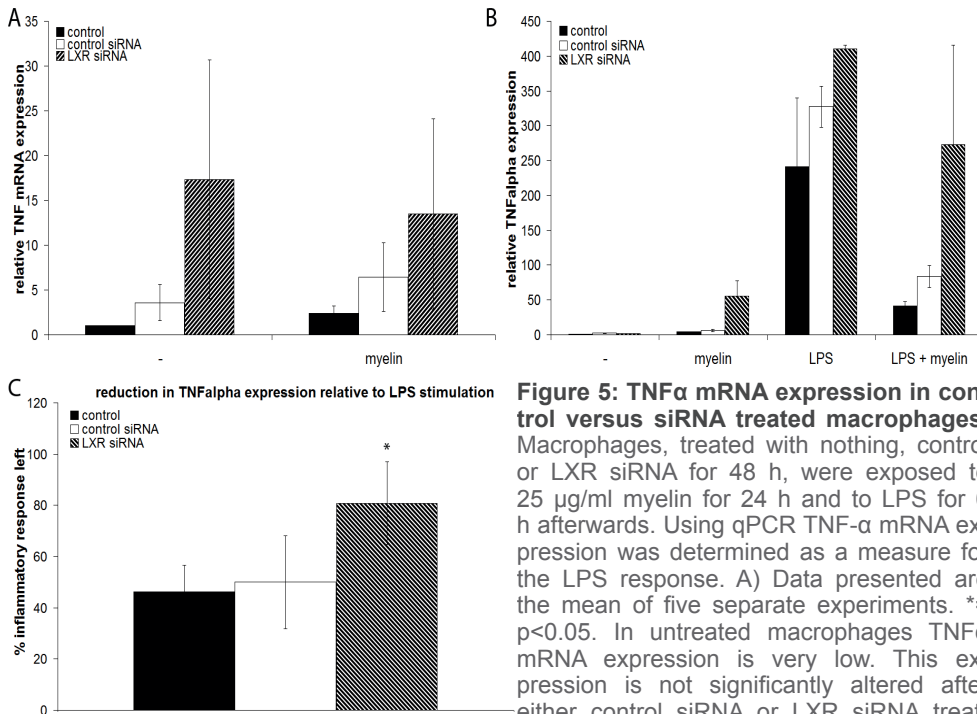 A
35
30
25
20
15
10
5
0
relative TNF mRNA expression
control
control siRNA
LXR siRNA
-
myelin
B
450
400
350
300
250
200
150
100
50
0
relative TNFalpha expression
control
control siRNA
LXR siRNA
-
myelin
LPS
LPS + myelin
C
reduction in TNFalpha expression relative to LPS stimulation
120
100
80
60
40
20
0
% inflammatory response left
control
control siRNA
LXR siRNA
*
Figure 5: TNFα mRNA expression in con
trol versus siRNA treated macrophages
Macrophages, treated with nothing, contro
or LXR siRNA for 48 h, were exposed t
25 µg/ml myelin for 24 h and to LPS for
h afterwards. Using qPCR TNF-α mRNA ex
pression was determined as a measure fo
the LPS response. A) Data presented are
the mean of five separate experiments. *
p<0.05. In untreated macrophages TNF
mRNA expression is very low. This ex
pression is not significantly altered afte
either control siRNA or LXR siRNA treat